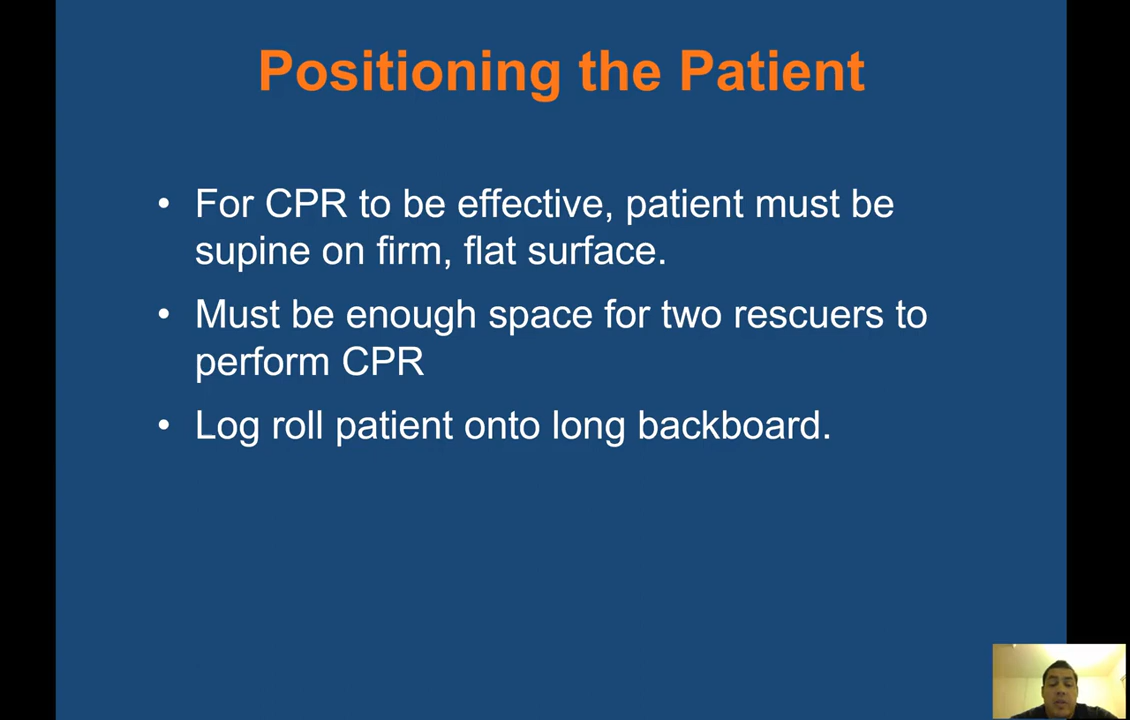 Positioning the Patient
• For CPR to be effective, patient must be
supine on firm, flat surface.
• Must be enough space for two rescuers to
perform CPR
• Log roll patient onto long backboard.